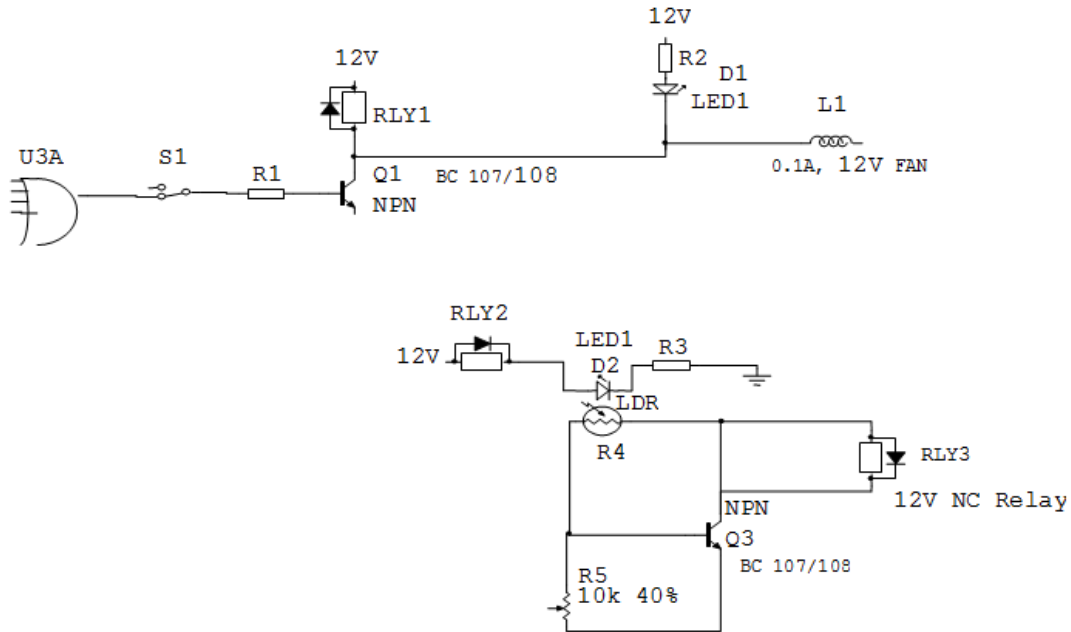 12V
12V
R2
D1
LED1
RLY1
L1
U3A
S1
R1
Q1
BC 107/108
0.1A, 12V FAN
NPN
RLY2
LED1
12V
D2
R3
LDR
R4
RLY3
12V NC Relay
NPN
Q3
BC 107/108
R5
10k 40%